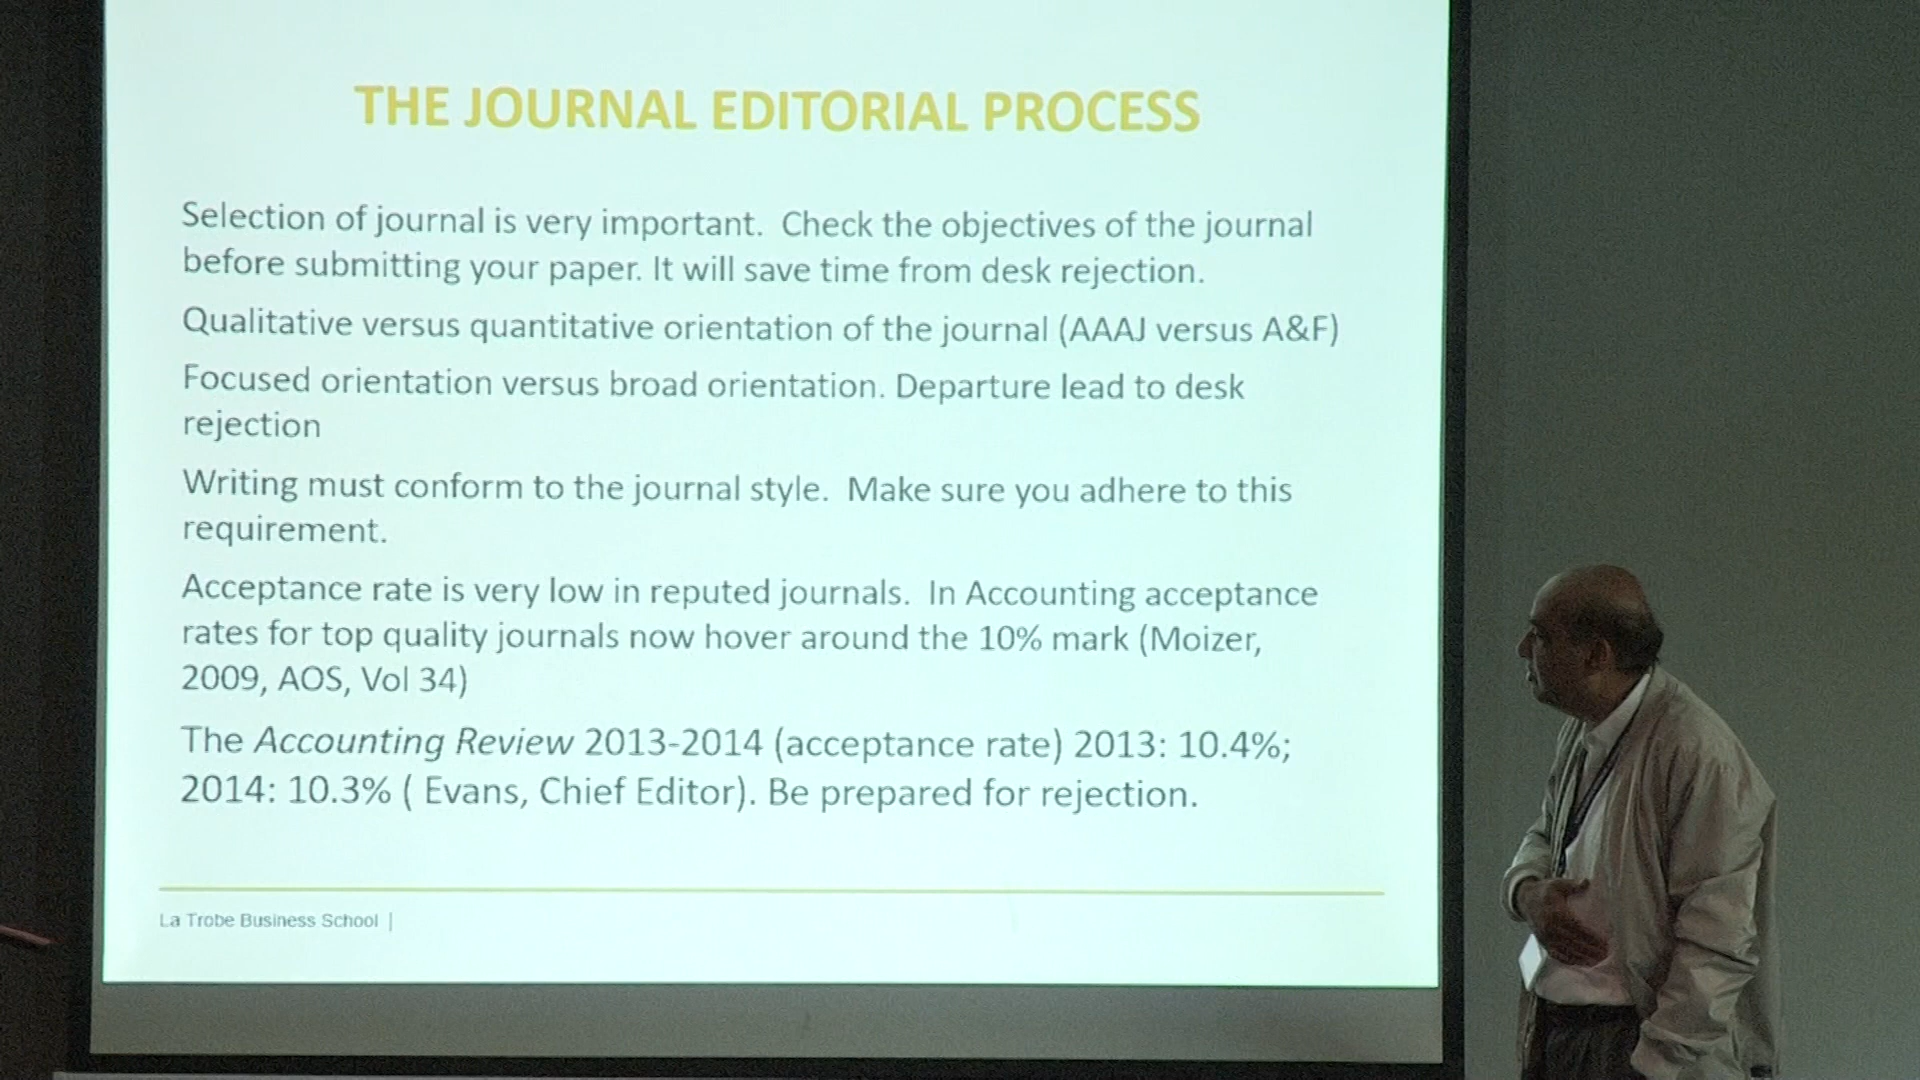 THE JOURNAL EDITORIAL PROCESS
Selection of journal is very important.  Check the objectives of the journal
before submitting your paper. It will save time from desk rejection.
Qualitative versus quantitative orientation of the journal (AAAJ versus A&F)
Focused orientation versus broad orientation. Departure lead to desk
rejection
Writing must conform to the journal style.  Make sure you adhere to this
requirement.
Acceptance rate is very low in reputed journals.  In Accounting acceptance
rates for top quality journals now hover around the 10% mark (Moizer,
2009, AOS, Vol 34)
The Accounting Review 2013-2014 (acceptance rate) 2013: 10.4%;
2014: 10.3% ( Evans, Chief Editor). Be prepared for rejection.
La Trobe Business School |